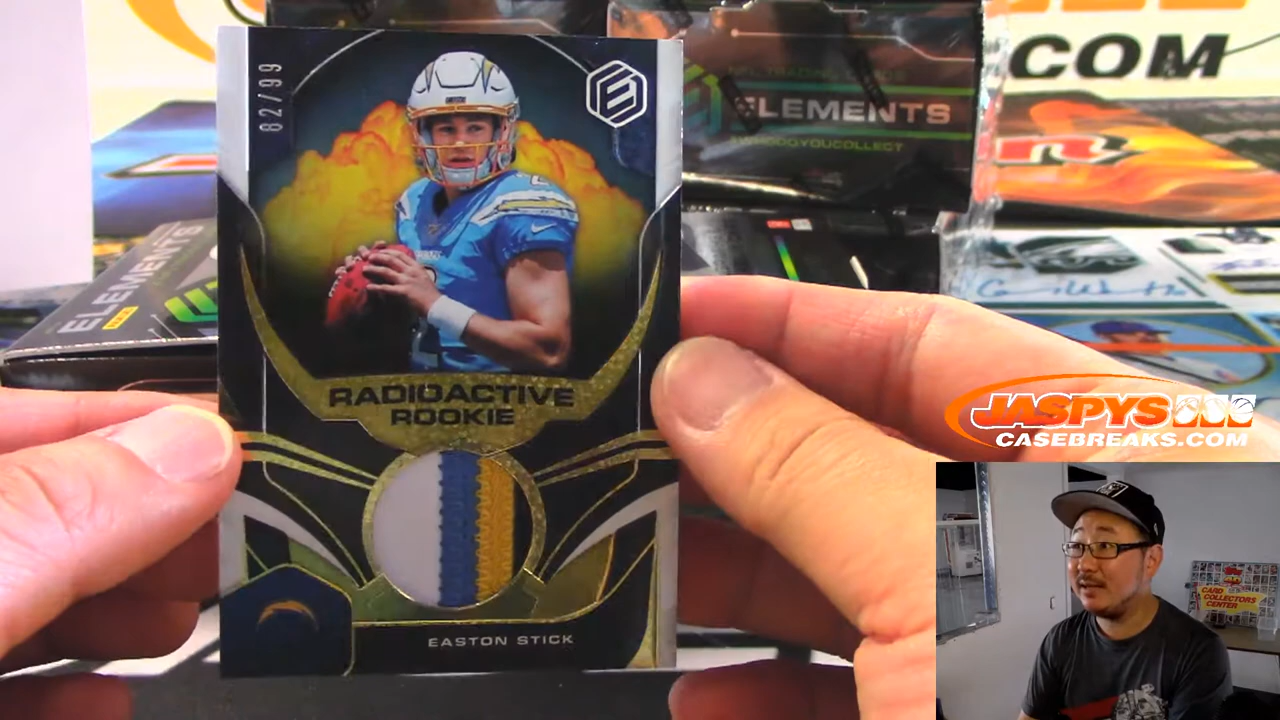 82/99
RADIOACTIVE
ROOKIE
EASTON STICK
.COM
ELEMENTS
#WHODOYOUCOLLECT
ELEMENTS
JASPYS
CASEBREAKS.COM
CARD
COLLECTORS
CENTER